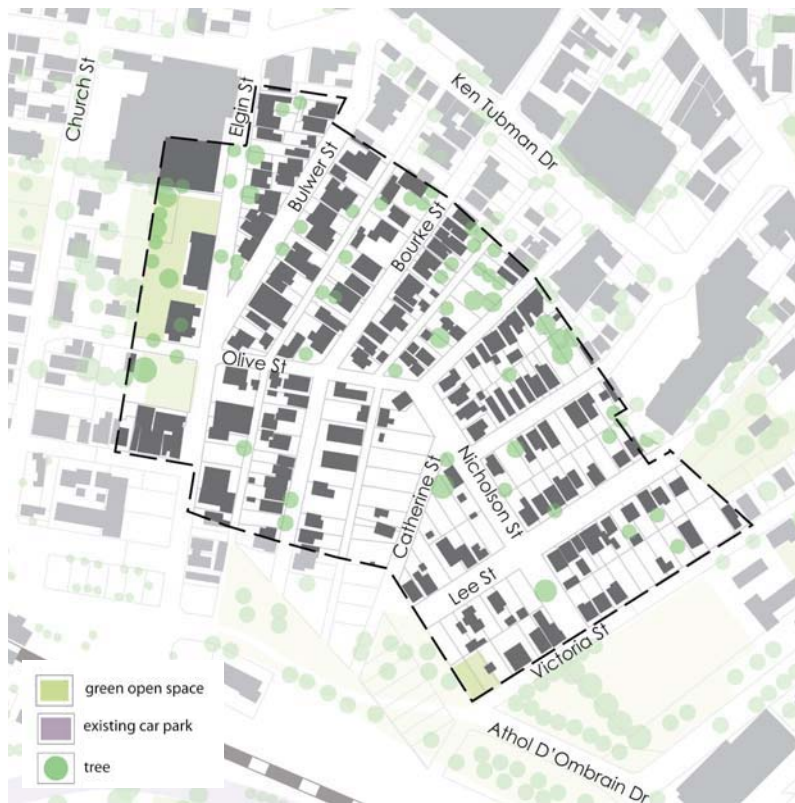 Church St
Elgin St
Ken Tubman Dr
Bulwer St
Bourke St
Olive St
Nicholson St
Catherine St
Lee St
Victoria St
Athol D'Ombrain Dr
green open space
existing car park
tree